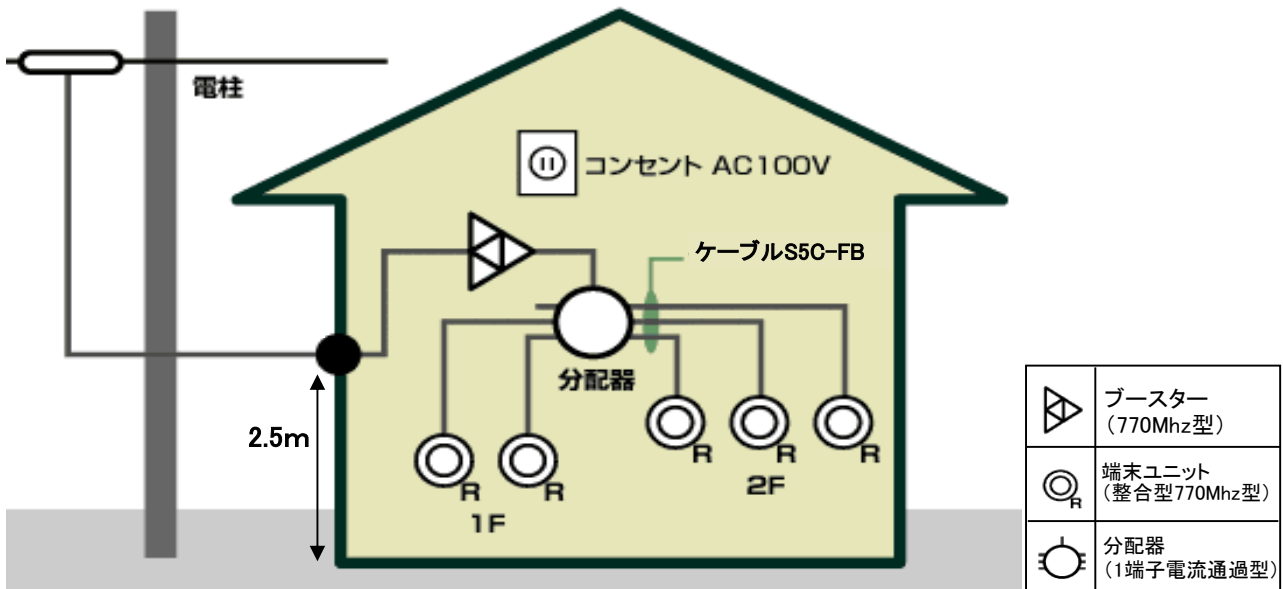 電柱
コンセント AC100V
ケーブルS5C-FB
分配器
2.5m
R
R
R
R
R
1F
2F
ブースター
(770Mhz型)
端末ユニット
(整合型770Mhz型)
R
分配器
(1端子電流通過型)